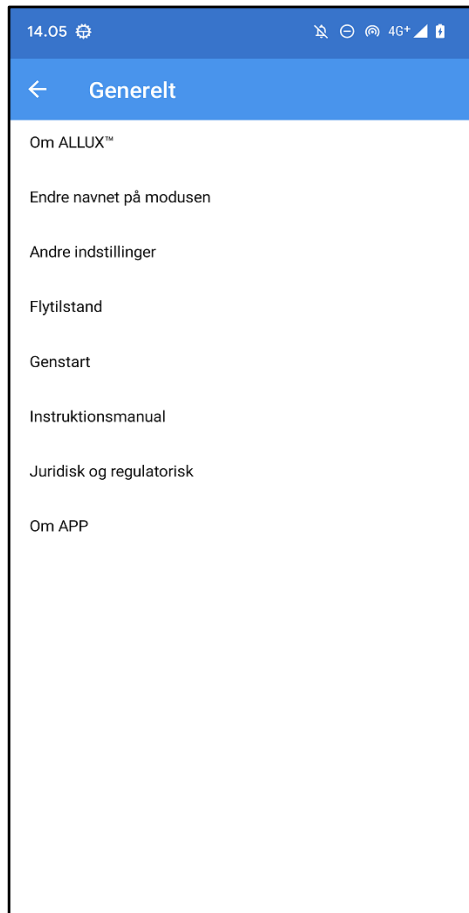 14.05
4G+
Generelt
Om ALLUX™
Endre navnet på modusen
Andre indstillinger
Flytilstand
Genstart
Instruktionsmanual
Juridisk og regulatorisk
Om APP